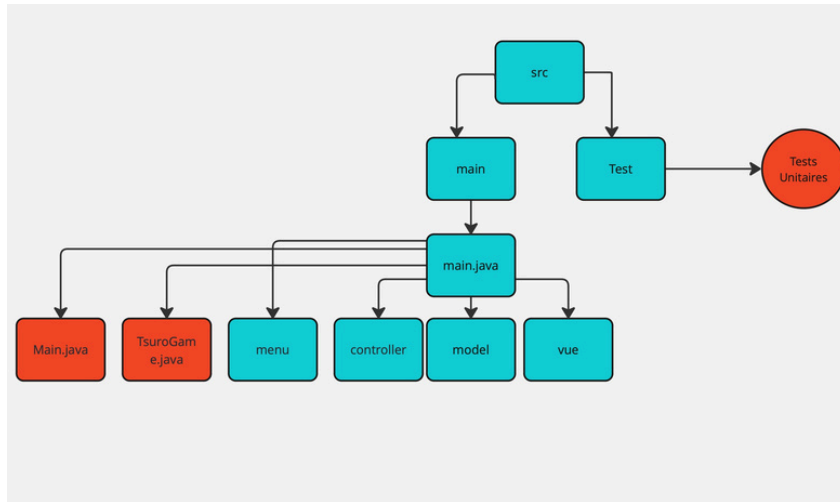 src
main
Test
Tests
Unitaires
main.java
Main.java
TsuroGam
e.java
menu
controller
model
vue